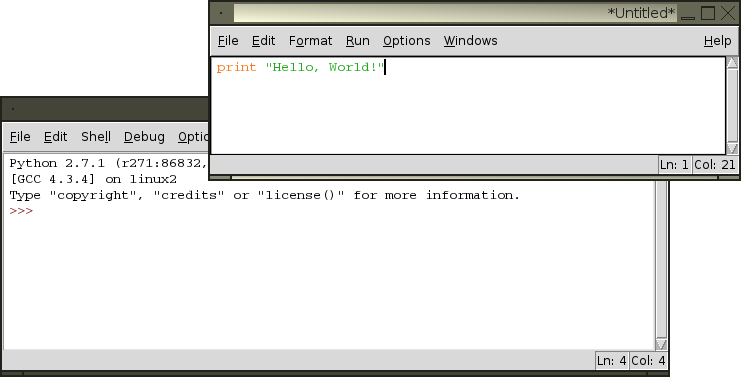 *Untitled*
File Edit Format Run Options Windows Help
print "Hello, World!"
Ln: 1 Col: 21
File Edit Shell Debug
Python 2.7.1 (r271:86832,
[GCC 4.3.4] on linux2
Type "copyright", "credits" or "license()" for more information.
>>>
Ln: 4 Col: 4